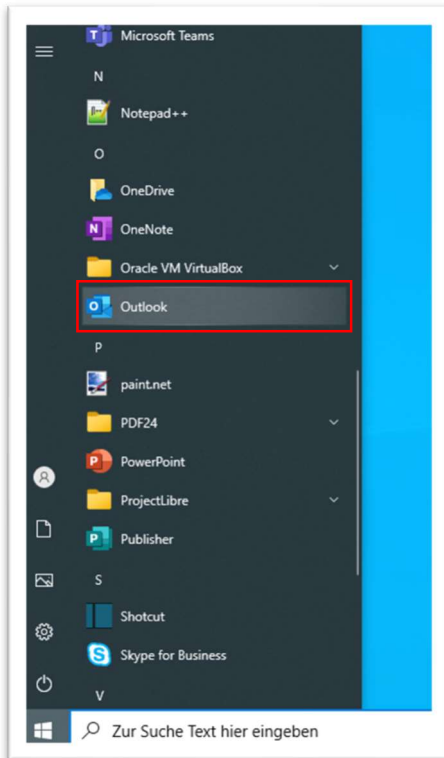 Microsoft Teams
N
Notepad++
O
OneDrive
OneNote
Oracle VM VirtualBox
Outlook
P
paint.net
PDF24
PowerPoint
ProjectLibre
Publisher
S
Shotcut
Skype for Business
V
Zur Suche Text hier eingeben